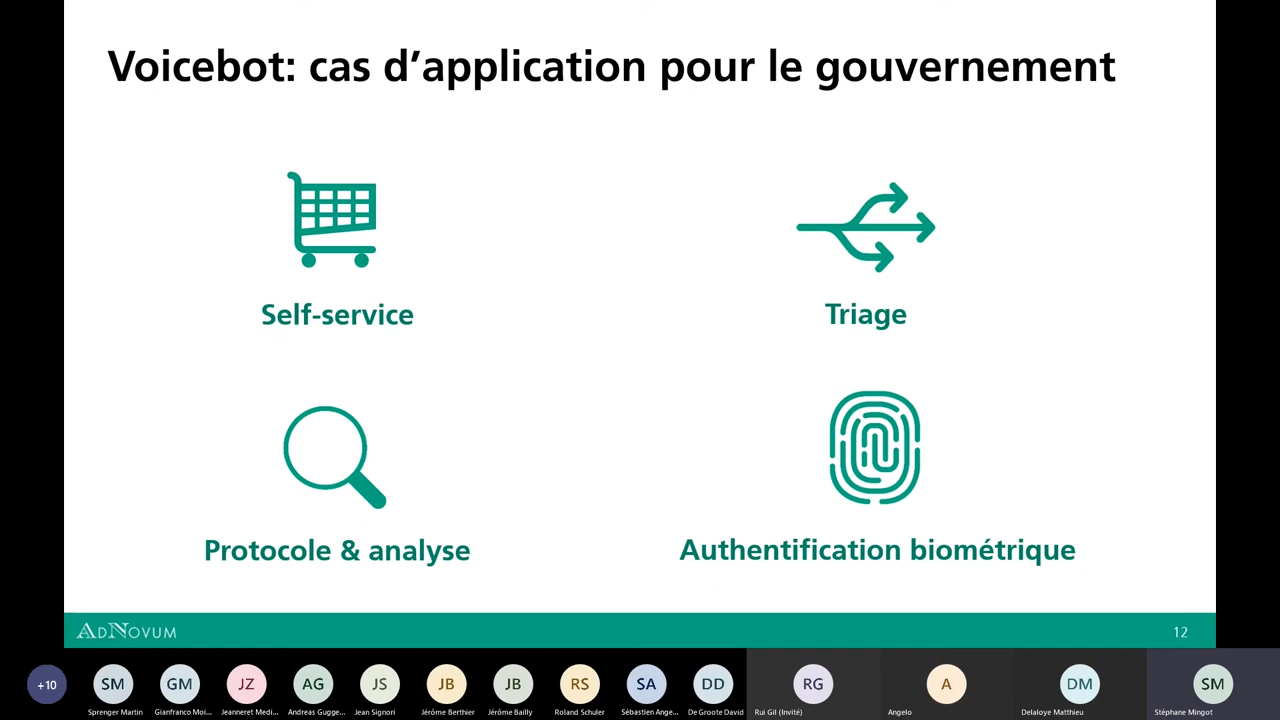 Voicebot: cas d’application pour le gouvernement
Self-service
Triage
Protocole & analyse
Authentification biométrique
ADNOVUM
12
+10
SM
GM
JZ
AG
JS
JB
JB
RS
SA
DD
RG
A
DM
SM
Sprenger Martin
Gianfranco Moi...
Jeanneret Medi...
Andreas Gugge...
Jean Signori
Jérôme Berthier
Jérôme Bailly
Roland Schuler
Sébastien Ange...
De Groote David
Rui Gil (Invité)
Angelo
Delaloye Matthieu
Stéphane Mingot